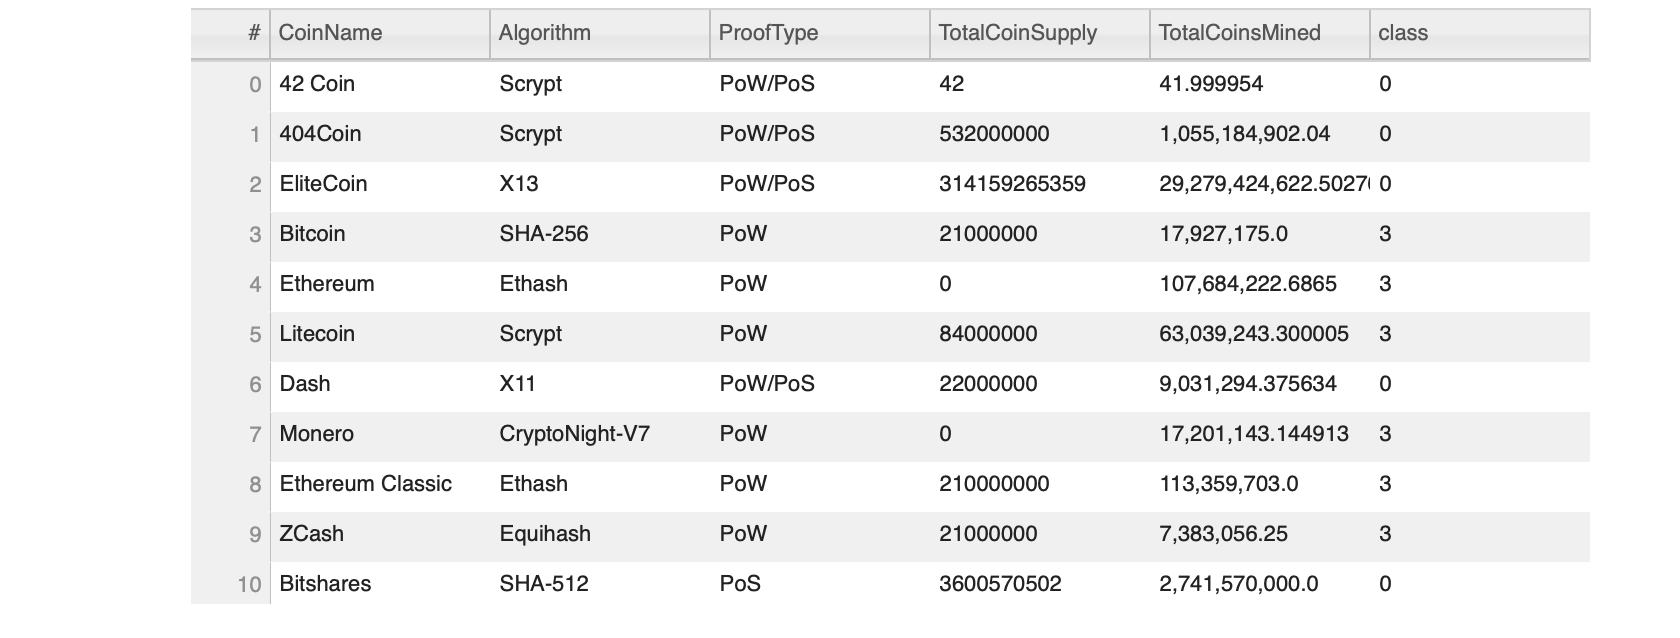 # CoinName Algorithm ProofType TotalCoinSupply TotalCoinsMined class
0 42 Coin Scrypt PoW/PoS 42 41.999954 0
1 404Coin Scrypt PoW/PoS 532000000 1,055,184,902.04 0
2 EliteCoin X13 PoW/PoS 314159265359 29,279,424,622.5027 0
3 Bitcoin SHA-256 PoW 21000000 17,927,175.0 3
4 Ethereum Ethash PoW 0 107,684,222.6865 3
5 Litecoin Scrypt PoW 84000000 63,039,243.300005 3
6 Dash X11 PoW/PoS 22000000 9,031,294.375634 0
7 Monero CryptoNight-V7 PoW 0 17,201,143.144913 3
8 Ethereum Classic Ethash PoW 210000000 113,359,703.0 3
9 ZCash Equihash PoW 21000000 7,383,056.25 3
10 Bitshares SHA-512 PoS 3600570502 2,741,570,000.0 0